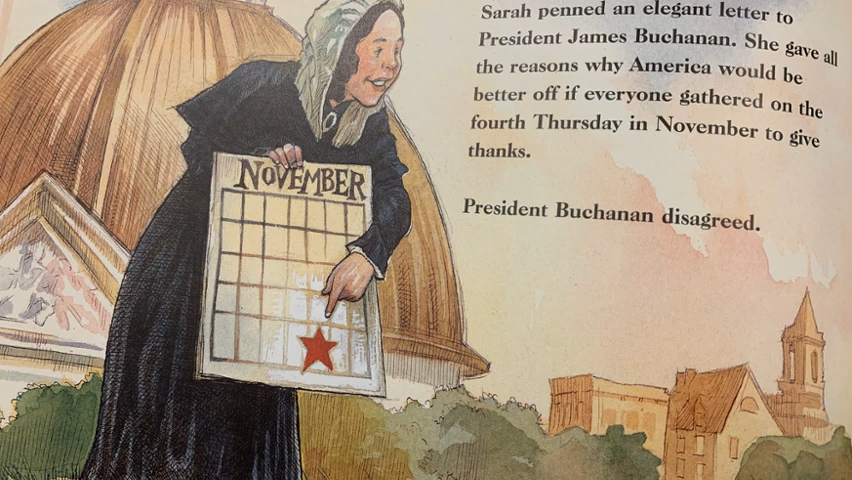 Sarah penned an elegant letter to
President James Buchanan. She gave all
the reasons why America would be
better off if everyone gathered on the
fourth Thursday in November to give
thanks.
President Buchanan disagreed.
NOVEMBER